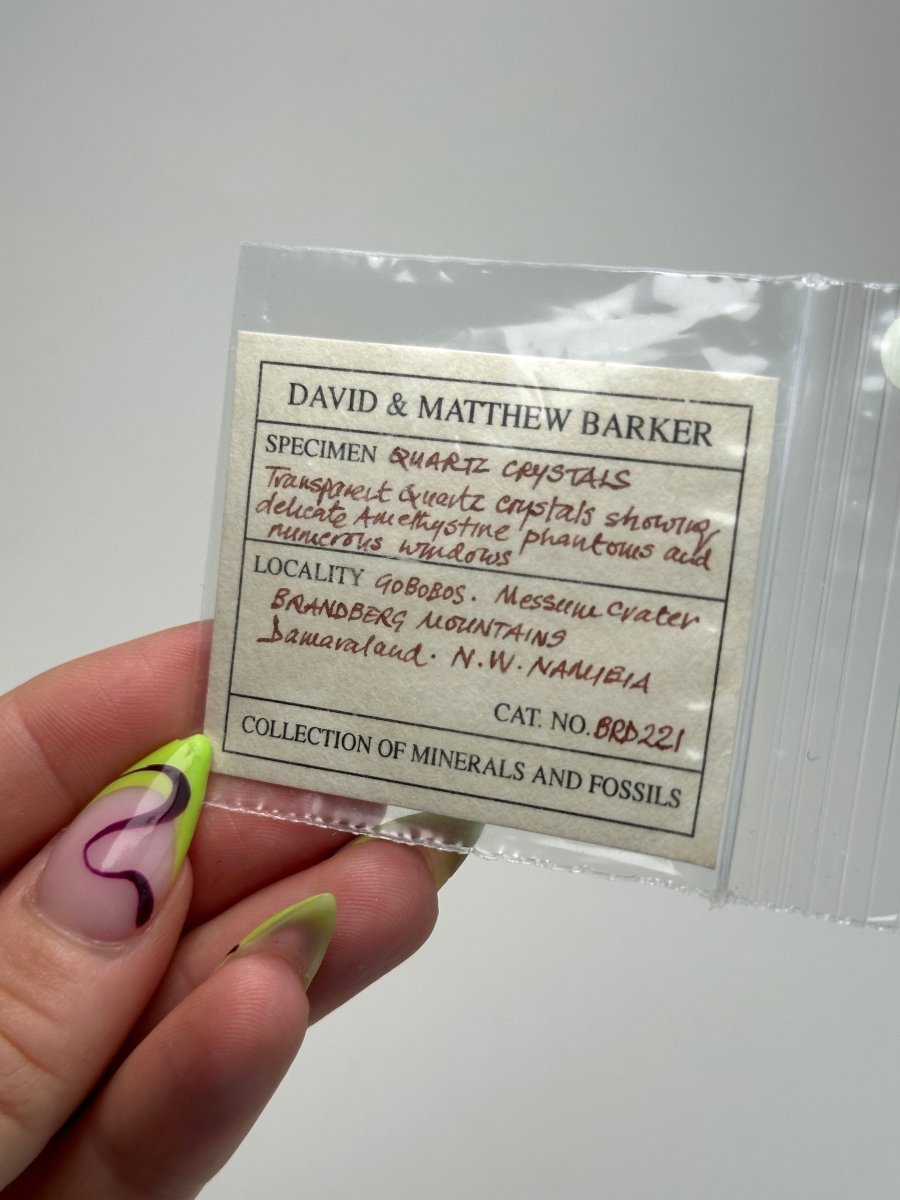 DAVID & MATTHEW BARKER
SPECIMEN QUARTZ CRYSTALS
Transparent Quartz crystals showing
delicate Amethystine phantoms and
numerous windows
LOCALITY GOBOBOS. Messum Crater
BRANDBERG MOUNTAINS
Damaraland. N.W. NAMIBIA
CAT. NO. BRD221
COLLECTION OF MINERALS AND FOSSILS